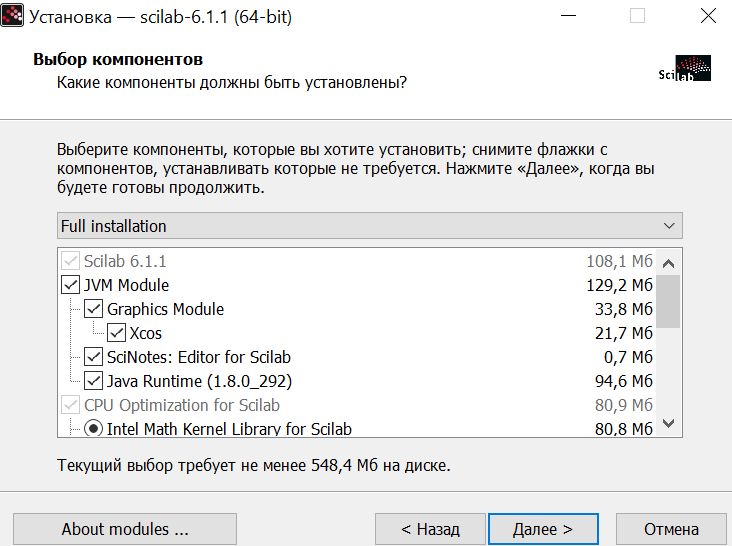 Установка — scilab-6.1.1 (64-bit)
Выбор компонентов
Какие компоненты должны быть установлены?
Scilab
Выберите компоненты, которые вы хотите установить; снимите флажки с
компонентов, устанавливать которые не требуется. Нажмите «Далее», когда вы
будете готовы продолжить.
Full installation
Scilab 6.1.1 108,1 Мб
JVM Module 129,2 Мб
Graphics Module 33,8 Мб
Xcos 21,7 Мб
SciNotes: Editor for Scilab 0,7 Мб
Java Runtime (1.8.0_292) 94,6 Мб
CPU Optimization for Scilab 80,9 Мб
Intel Math Kernel Library for Scilab 80,8 Мб
Текущий выбор требует не менее 548,4 Мб на диске.
About modules ... < Назад Далее > Отмена